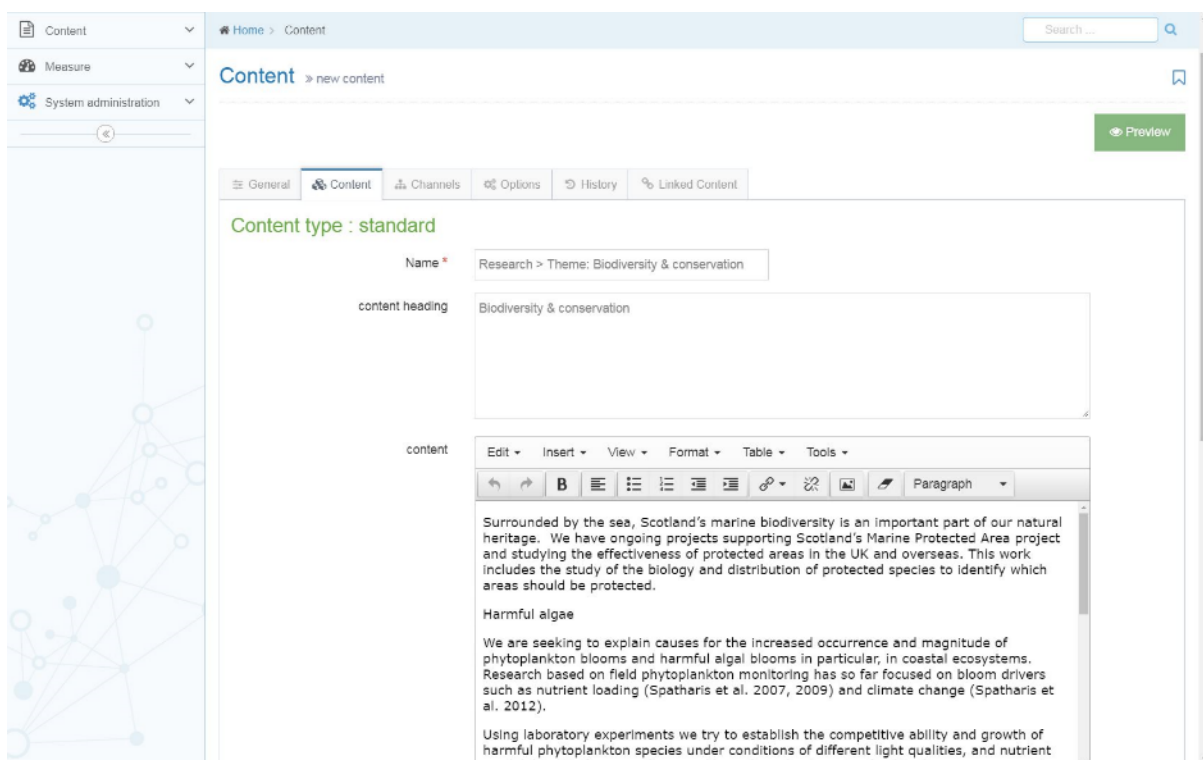 Content
Measure
System administration
Home > Content
Search ...
Content » new content
Preview
General
Content
Channels
Options
History
Linked Content
Content type : standard
Name *
Research > Theme: Biodiversity & conservation
content heading
Biodiversity & conservation
content
Edit Insert View Format Table Tools
B Paragraph
Surrounded by the sea, Scotland's marine biodiversity is an important part of our natural
heritage. We have ongoing projects supporting Scotland's Marine Protected Area project
and studying the effectiveness of protected areas in the UK and overseas. This work
includes the study of the biology and distribution of protected species to identify which
areas should be protected.
Harmful algae
We are seeking to explain causes for the increased occurrence and magnitude of
phytoplankton blooms and harmful algal blooms in particular, in coastal ecosystems.
Research based on field phytoplankton monitoring has so far focused on bloom drivers
such as nutrient loading (Spatharis et al. 2007, 2009) and climate change (Spatharis et
al. 2012).
Using laboratory experiments we try to establish the competitive ability and growth of
harmful phytoplankton species under conditions of different light qualities, and nutrient